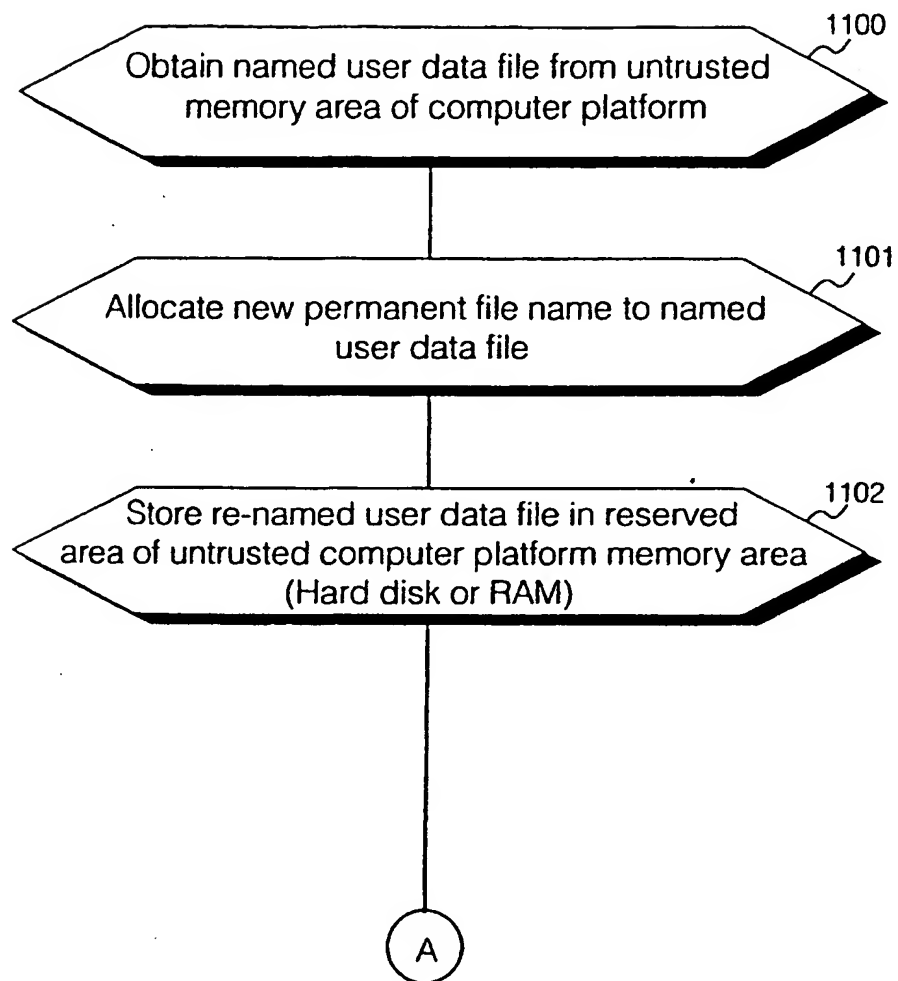 1100
Obtain named user data file from untrusted
memory area of computer platform
1101
Allocate new permanent file name to named
user data file
1102
Store re-named user data file in reserved
area of untrusted computer platform memory area
(Hard disk or RAM)
A